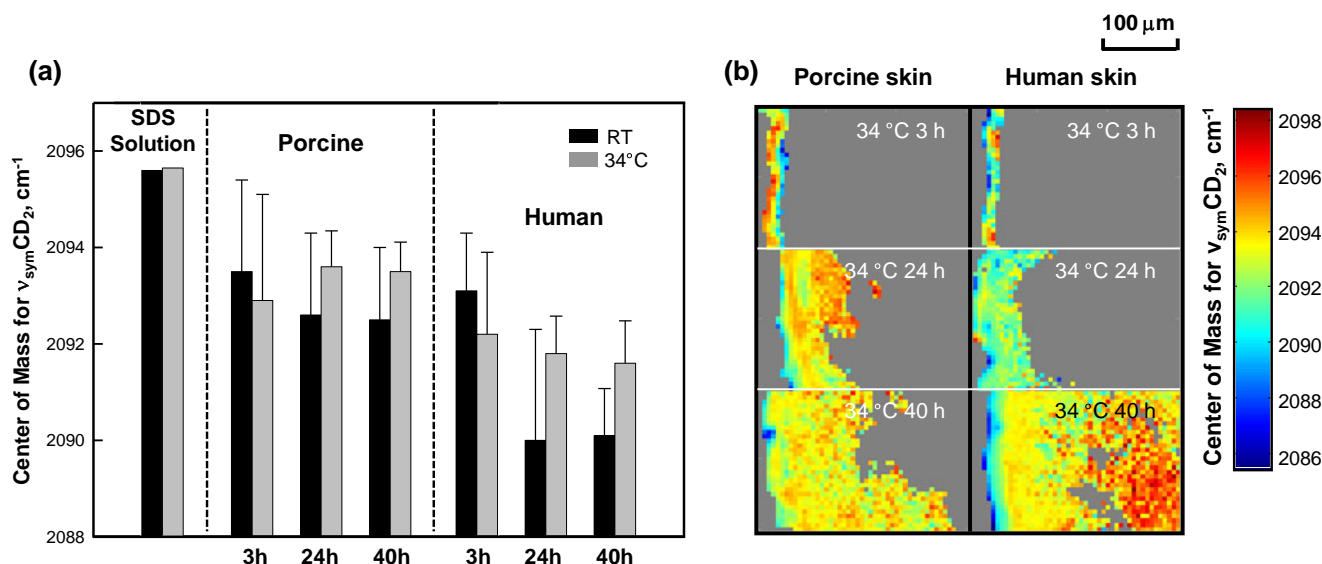 (a)
Center of Mass for νsymCD2, cm-1
2096
2094
2092
2090
2088
SDS
Solution
Porcine
Human
RT
34°C
3h 24h 40h 3h 24h 40h
(b)
100 µm
Porcine skin Human skin
34 °C 3 h 34 °C 3 h
34 °C 24 h 34 °C 24 h
34 °C 40 h 34 °C 40 h
Center of Mass for νsymCD2, cm-1
2098
2096
2094
2092
2090
2088
2086